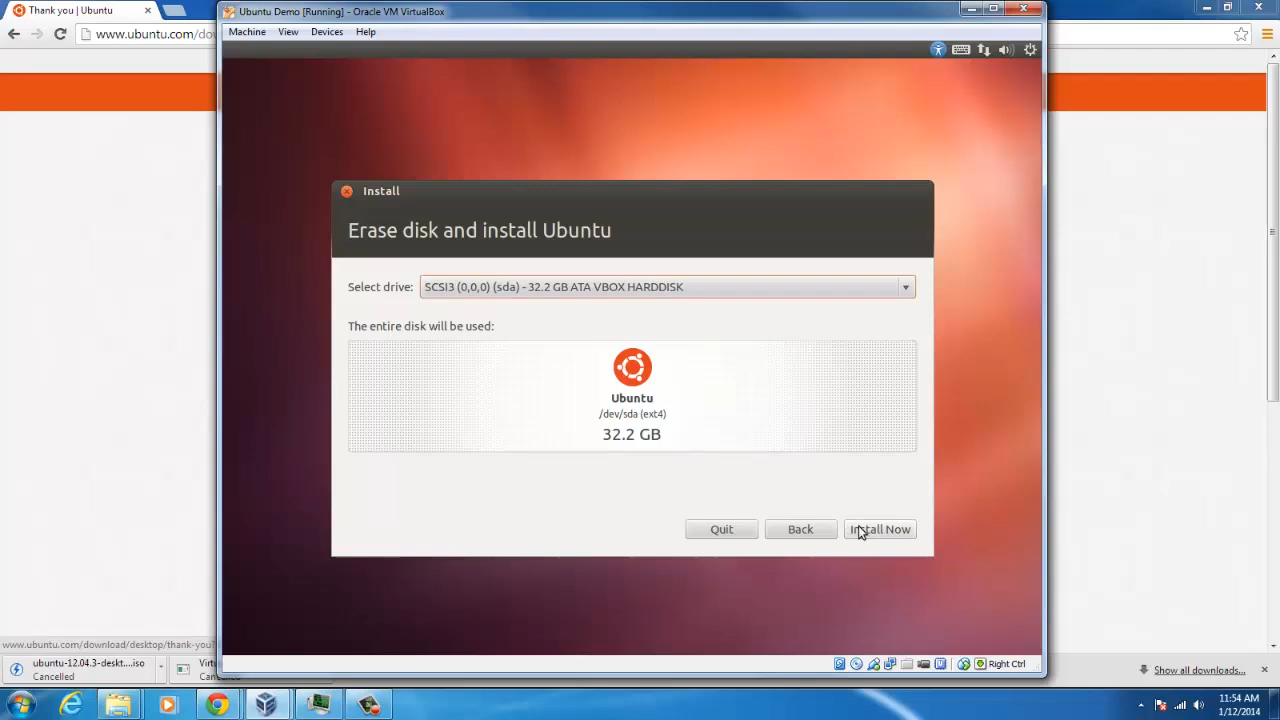 Thank you | Ubuntu
www.ubuntu.com/do
Ubuntu Demo [Running] - Oracle VM VirtualBox
Machine View Devices Help
Install
Erase disk and install Ubuntu
Select drive: SCSI3 (0,0,0) (sda) - 32.2 GB ATA VBOX HARDDISK
The entire disk will be used:
Ubuntu
/dev/sda (ext4)
32.2 GB
Quit Back Install Now
www.ubuntu.com/download/desktop/thank-you?
Right Ctrl
ubuntu-12.04.3-deskt....iso
Cancelled
Virt
Cance
Show all downloads...
11:54 AM
1/12/2014